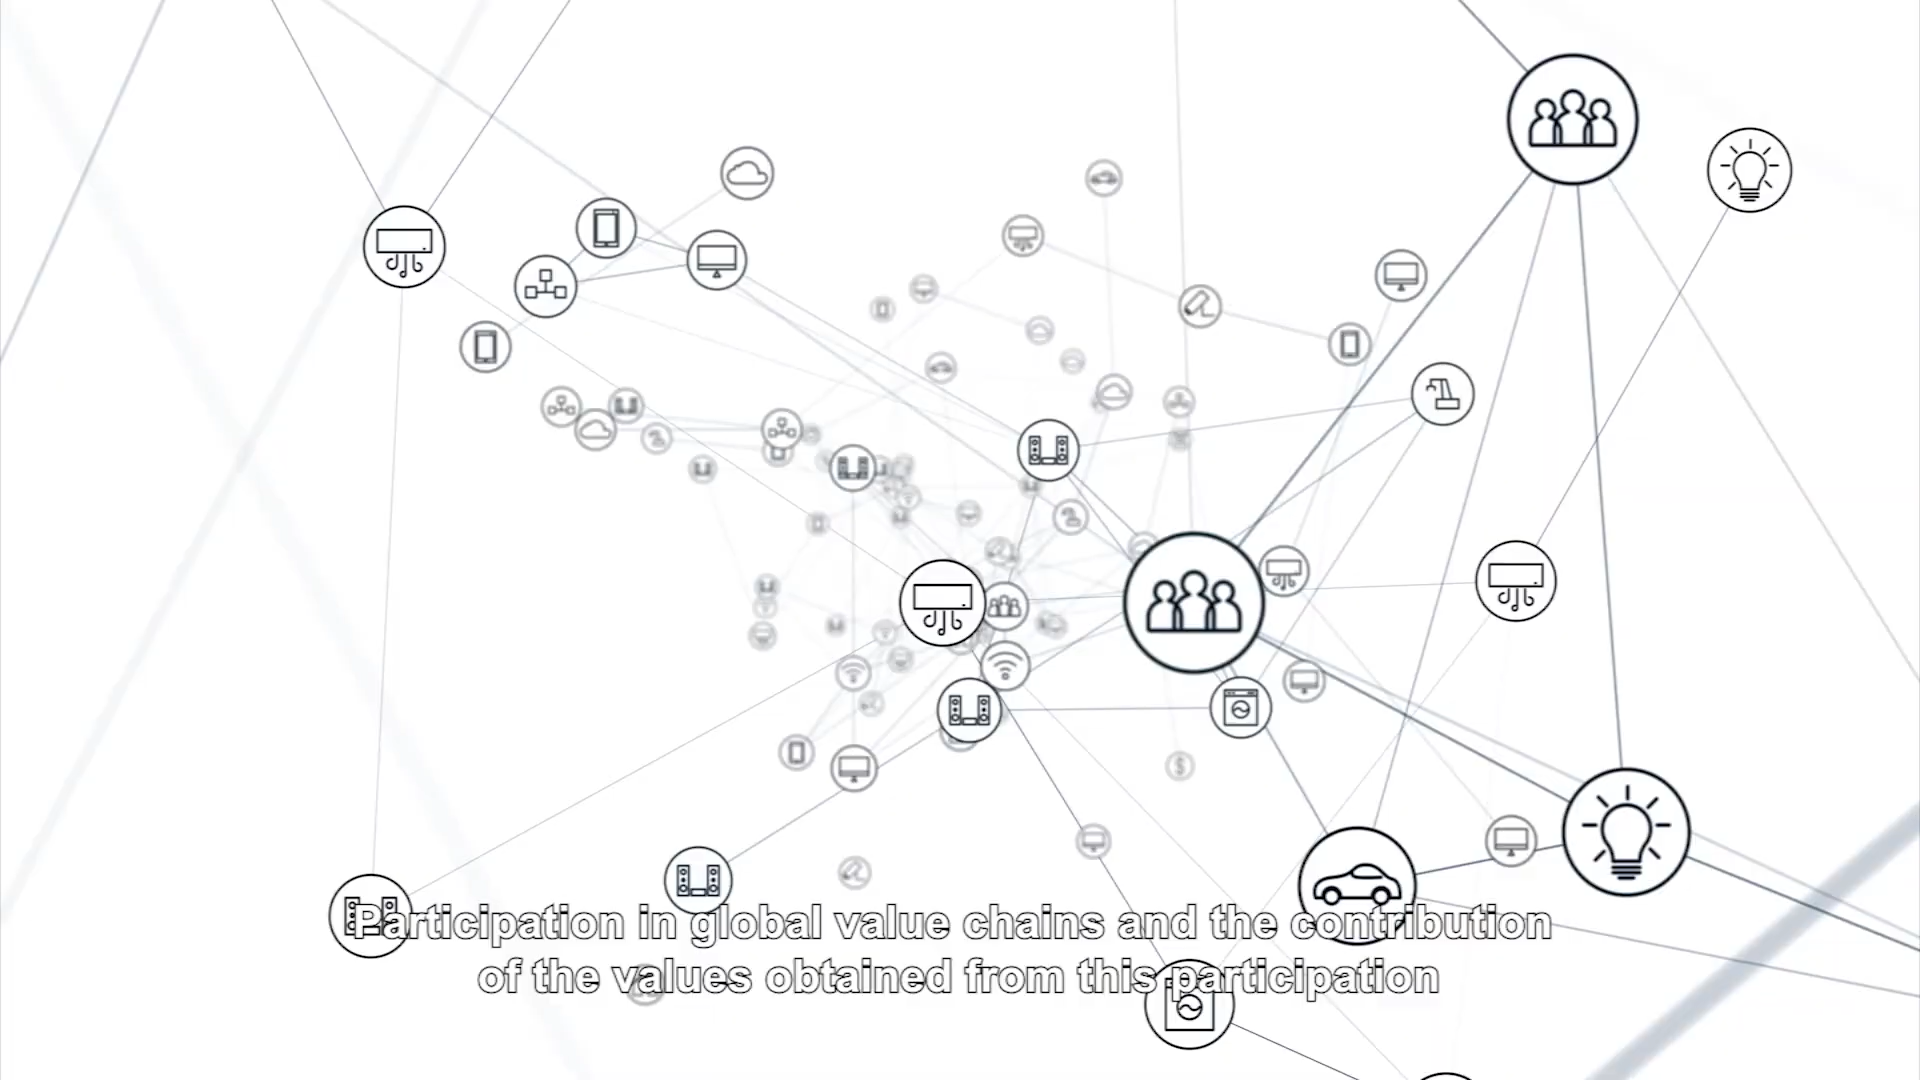 Participation in global value chains and the contribution
of the values obtained from this participation